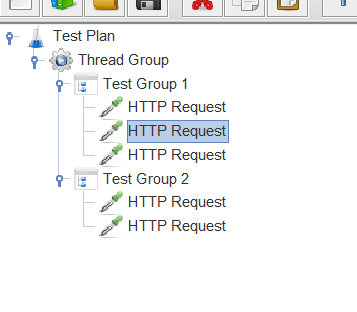 Test Plan
Thread Group
Test Group 1
HTTP Request
HTTP Request
HTTP Request
Test Group 2
HTTP Request
HTTP Request